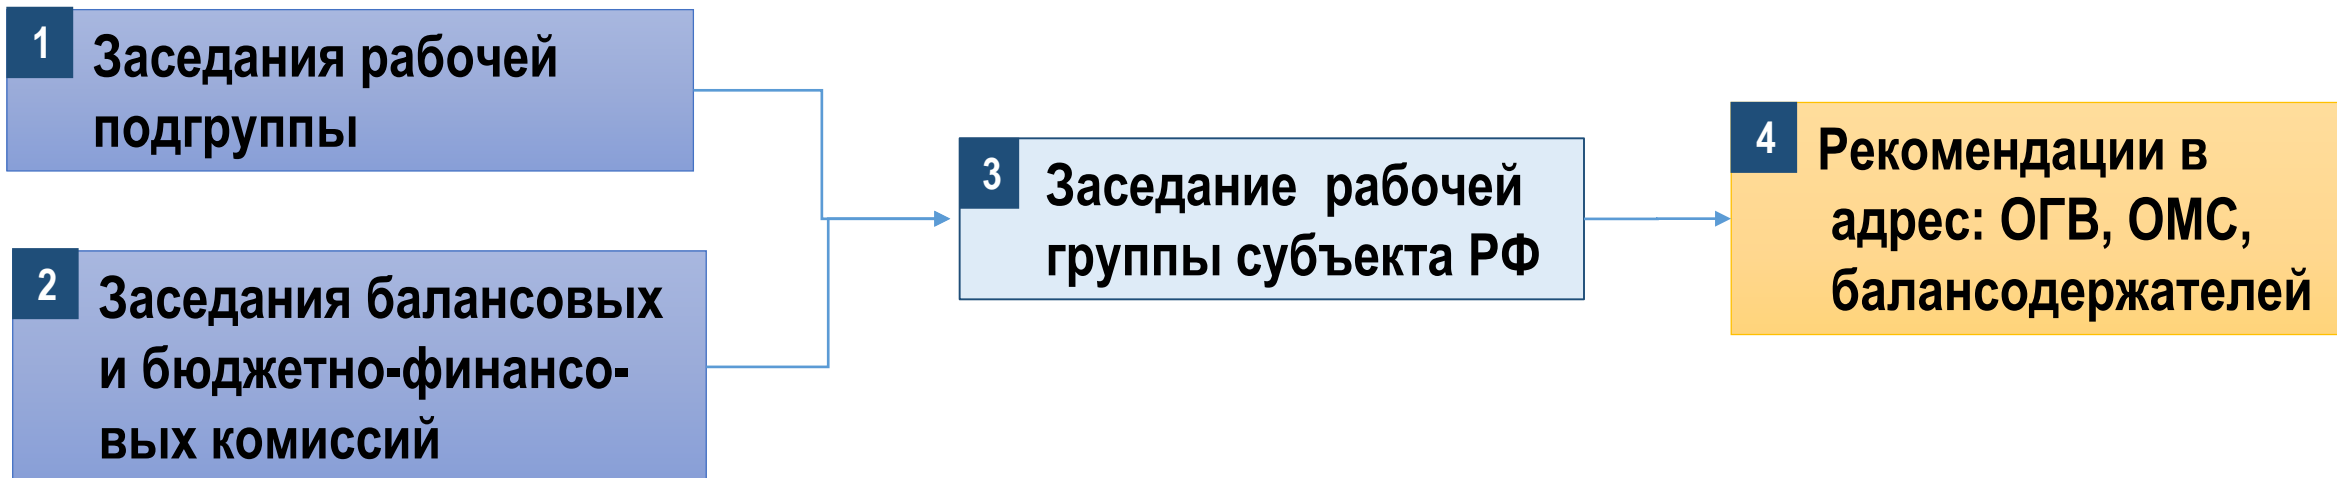 1
Заседания рабочей
подгруппы
2
Заседания балансовых
и бюджетно-финансо-
вых комиссий
3
Заседание рабочей
группы субъекта РФ
4
Рекомендации в
адрес: ОГВ, ОМС,
балансодержателей